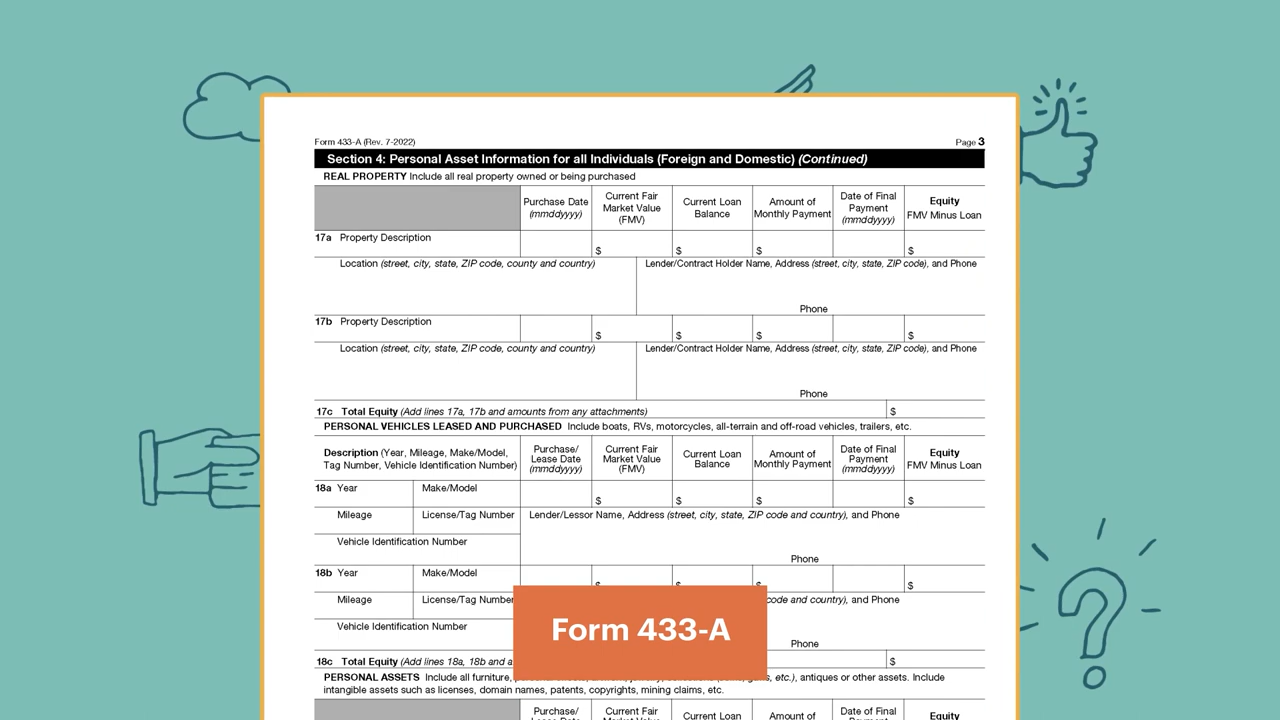 Form 433-A (Rev. 7-2022) Page 3
Section 4: Personal Asset Information for all Individuals (Foreign and Domestic) (Continued)
REAL PROPERTY Include all real property owned or being purchased
Purchase Date (mmddyyyy) Current Fair Market Value (FMV) Current Loan Balance Amount of Monthly Payment Date of Final Payment (mmddyyyy) Equity FMV Minus Loan
17a Property Description $ $ $ $
Location (street, city, state, ZIP code, county and country) Lender/Contract Holder Name, Address (street, city, state, ZIP code), and Phone
Phone
17b Property Description $ $ $ $
Location (street, city, state, ZIP code, county and country) Lender/Contract Holder Name, Address (street, city, state, ZIP code), and Phone
Phone
17c Total Equity (Add lines 17a, 17b and amounts from any attachments) $
PERSONAL VEHICLES LEASED AND PURCHASED Include boats, RVs, motorcycles, all-terrain and off-road vehicles, trailers, etc.
Description (Year, Mileage, Make/Model, Tag Number, Vehicle Identification Number) Purchase/ Lease Date (mmddyyyy) Current Fair Market Value (FMV) Current Loan Balance Amount of Monthly Payment Date of Final Payment (mmddyyyy) Equity FMV Minus Loan
18a Year Make/Model $ $ $ $
Mileage License/Tag Number Lender/Lessor Name, Address (street, city, state, ZIP code and country), and Phone
Vehicle Identification Number
Phone
18b Year Make/Model $
Mileage License/Tag Number code and country), and Phone
Vehicle Identification Number
Phone
Form 433-A
18c Total Equity (Add lines 18a, 18b and $
PERSONAL ASSETS Include all furniture, etc.), antiques or other assets. Include
intangible assets such as licenses, domain names, patents, copyrights, mining claims, etc.
Purchase/ Current Fair Current Loan Amount of Date of Final Equity